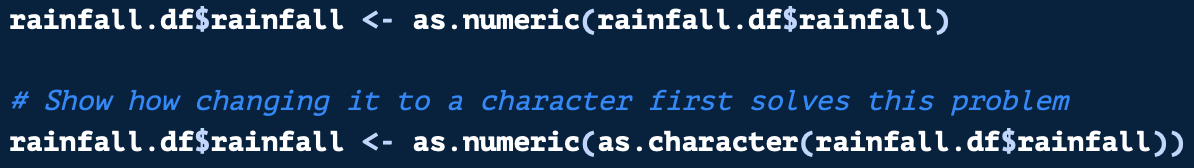 rainfall.df$rainfall <- as.numeric(rainfall.df$rainfall)
# Show how changing it to a character first solves this problem
rainfall.df$rainfall <- as.numeric(as.character(rainfall.df$rainfall))